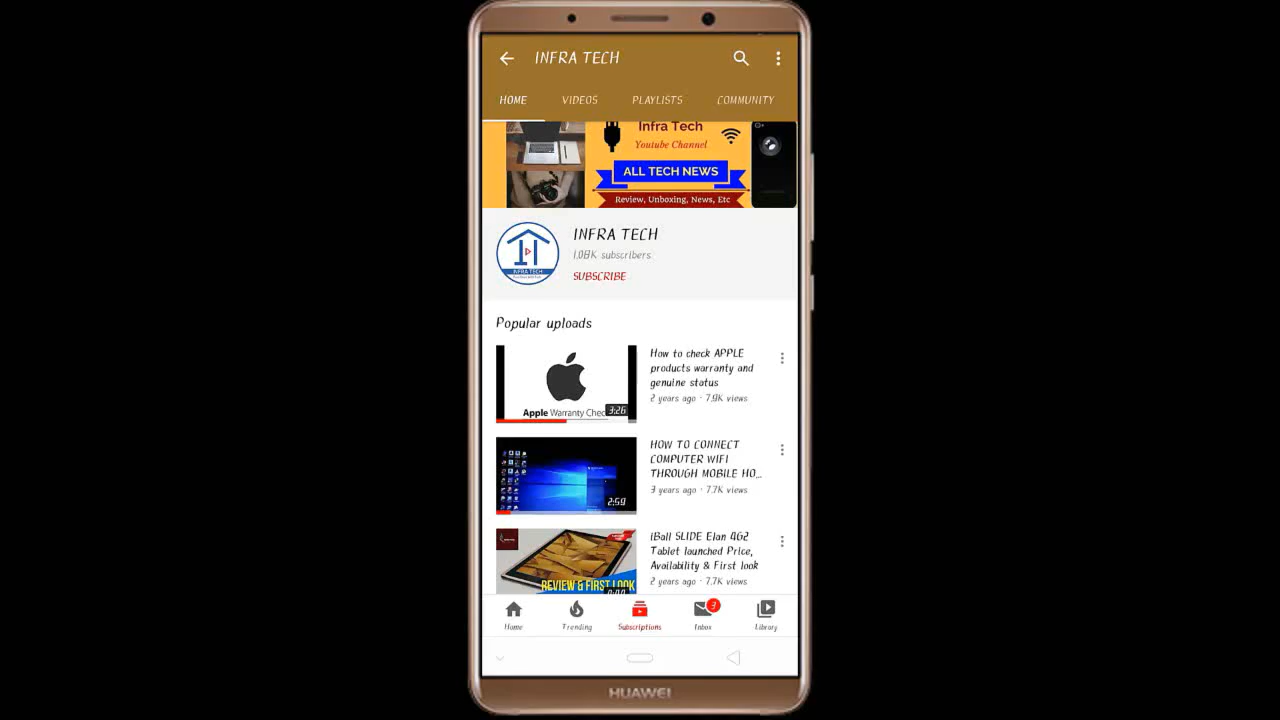 INFRA TECH
HOME VIDEOS PLAYLISTS COMMUNITY
Infra Tech
Youtube Channel
ALL TECH NEWS
Review, Unboxing, News, Etc
INFRA TECH
1.08K subscribers
SUBSCRIBE
INFRA TECH
Popular uploads
How to check APPLE
products warranty and
genuine status
2 years ago · 7.9K views
Apple Warranty Chec
3:26
HOW TO CONNECT
COMPUTER WIFI
THROUGH MOBILE HO...
3 years ago · 7.7K views
2:59
iBall SLIDE Elan 4G2
Tablet launched Price,
Availability & First look
2 years ago · 7.7K views
REVIEW & FIRST LOOK
Home Trending Subscriptions Inbox Library
HUAWEI